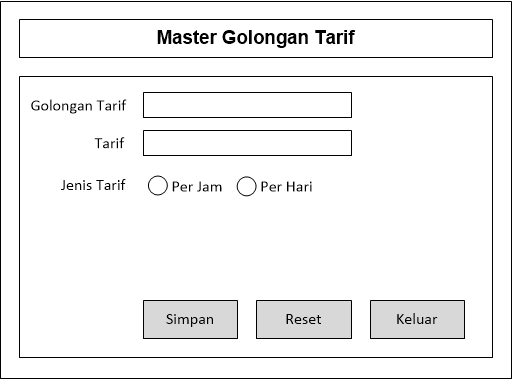 Master Golongan Tarif
Golongan Tarif
Tarif
Jenis Tarif Per Jam Per Hari
Simpan Reset Keluar